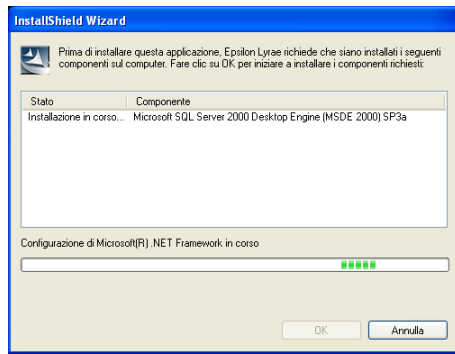 InstallShield Wizard
Prima di installare questa applicazione, Epsilon Lyrae richiede che siano installati i seguenti
componenti sul computer. Fare clic su OK per iniziare a installare i componenti richiesti:
Stato Componente
Installazione in corso... Microsoft SQL Server 2000 Desktop Engine (MSDE 2000) SP3a
Configurazione di Microsoft(R) .NET Framework in corso
OK Annulla